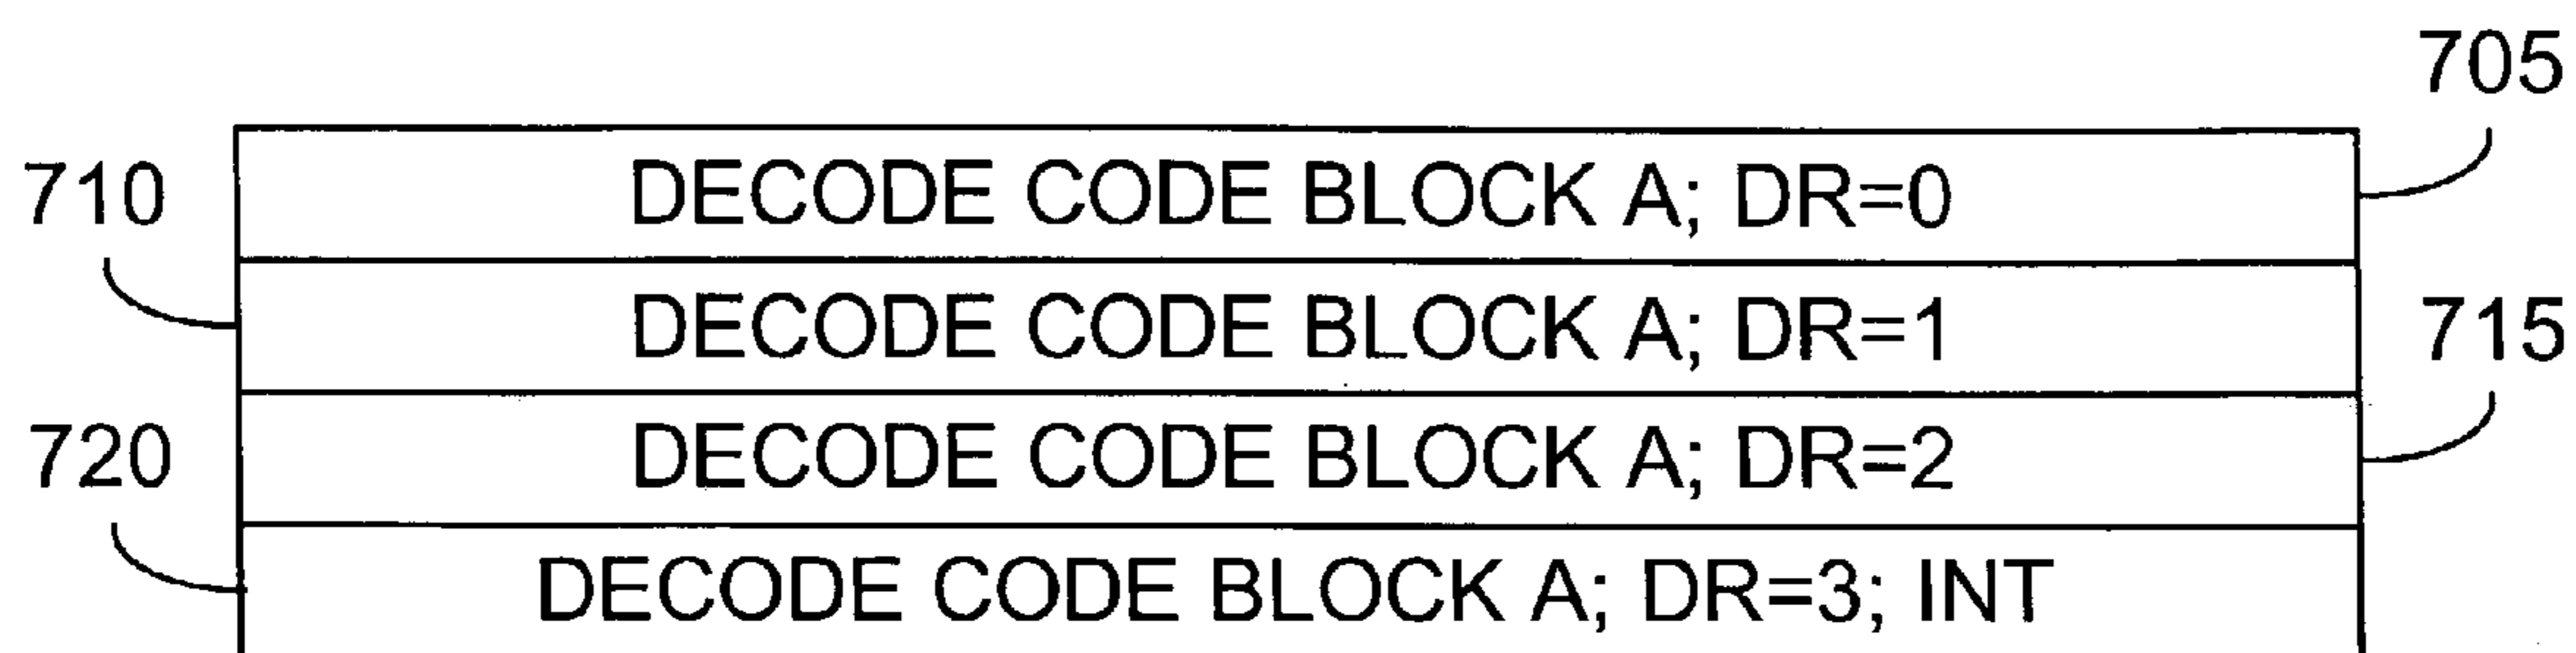 705
710 DECODE CODE BLOCK A; DR=0
DECODE CODE BLOCK A; DR=1 715
720 DECODE CODE BLOCK A; DR=2
DECODE CODE BLOCK A; DR=3; INT